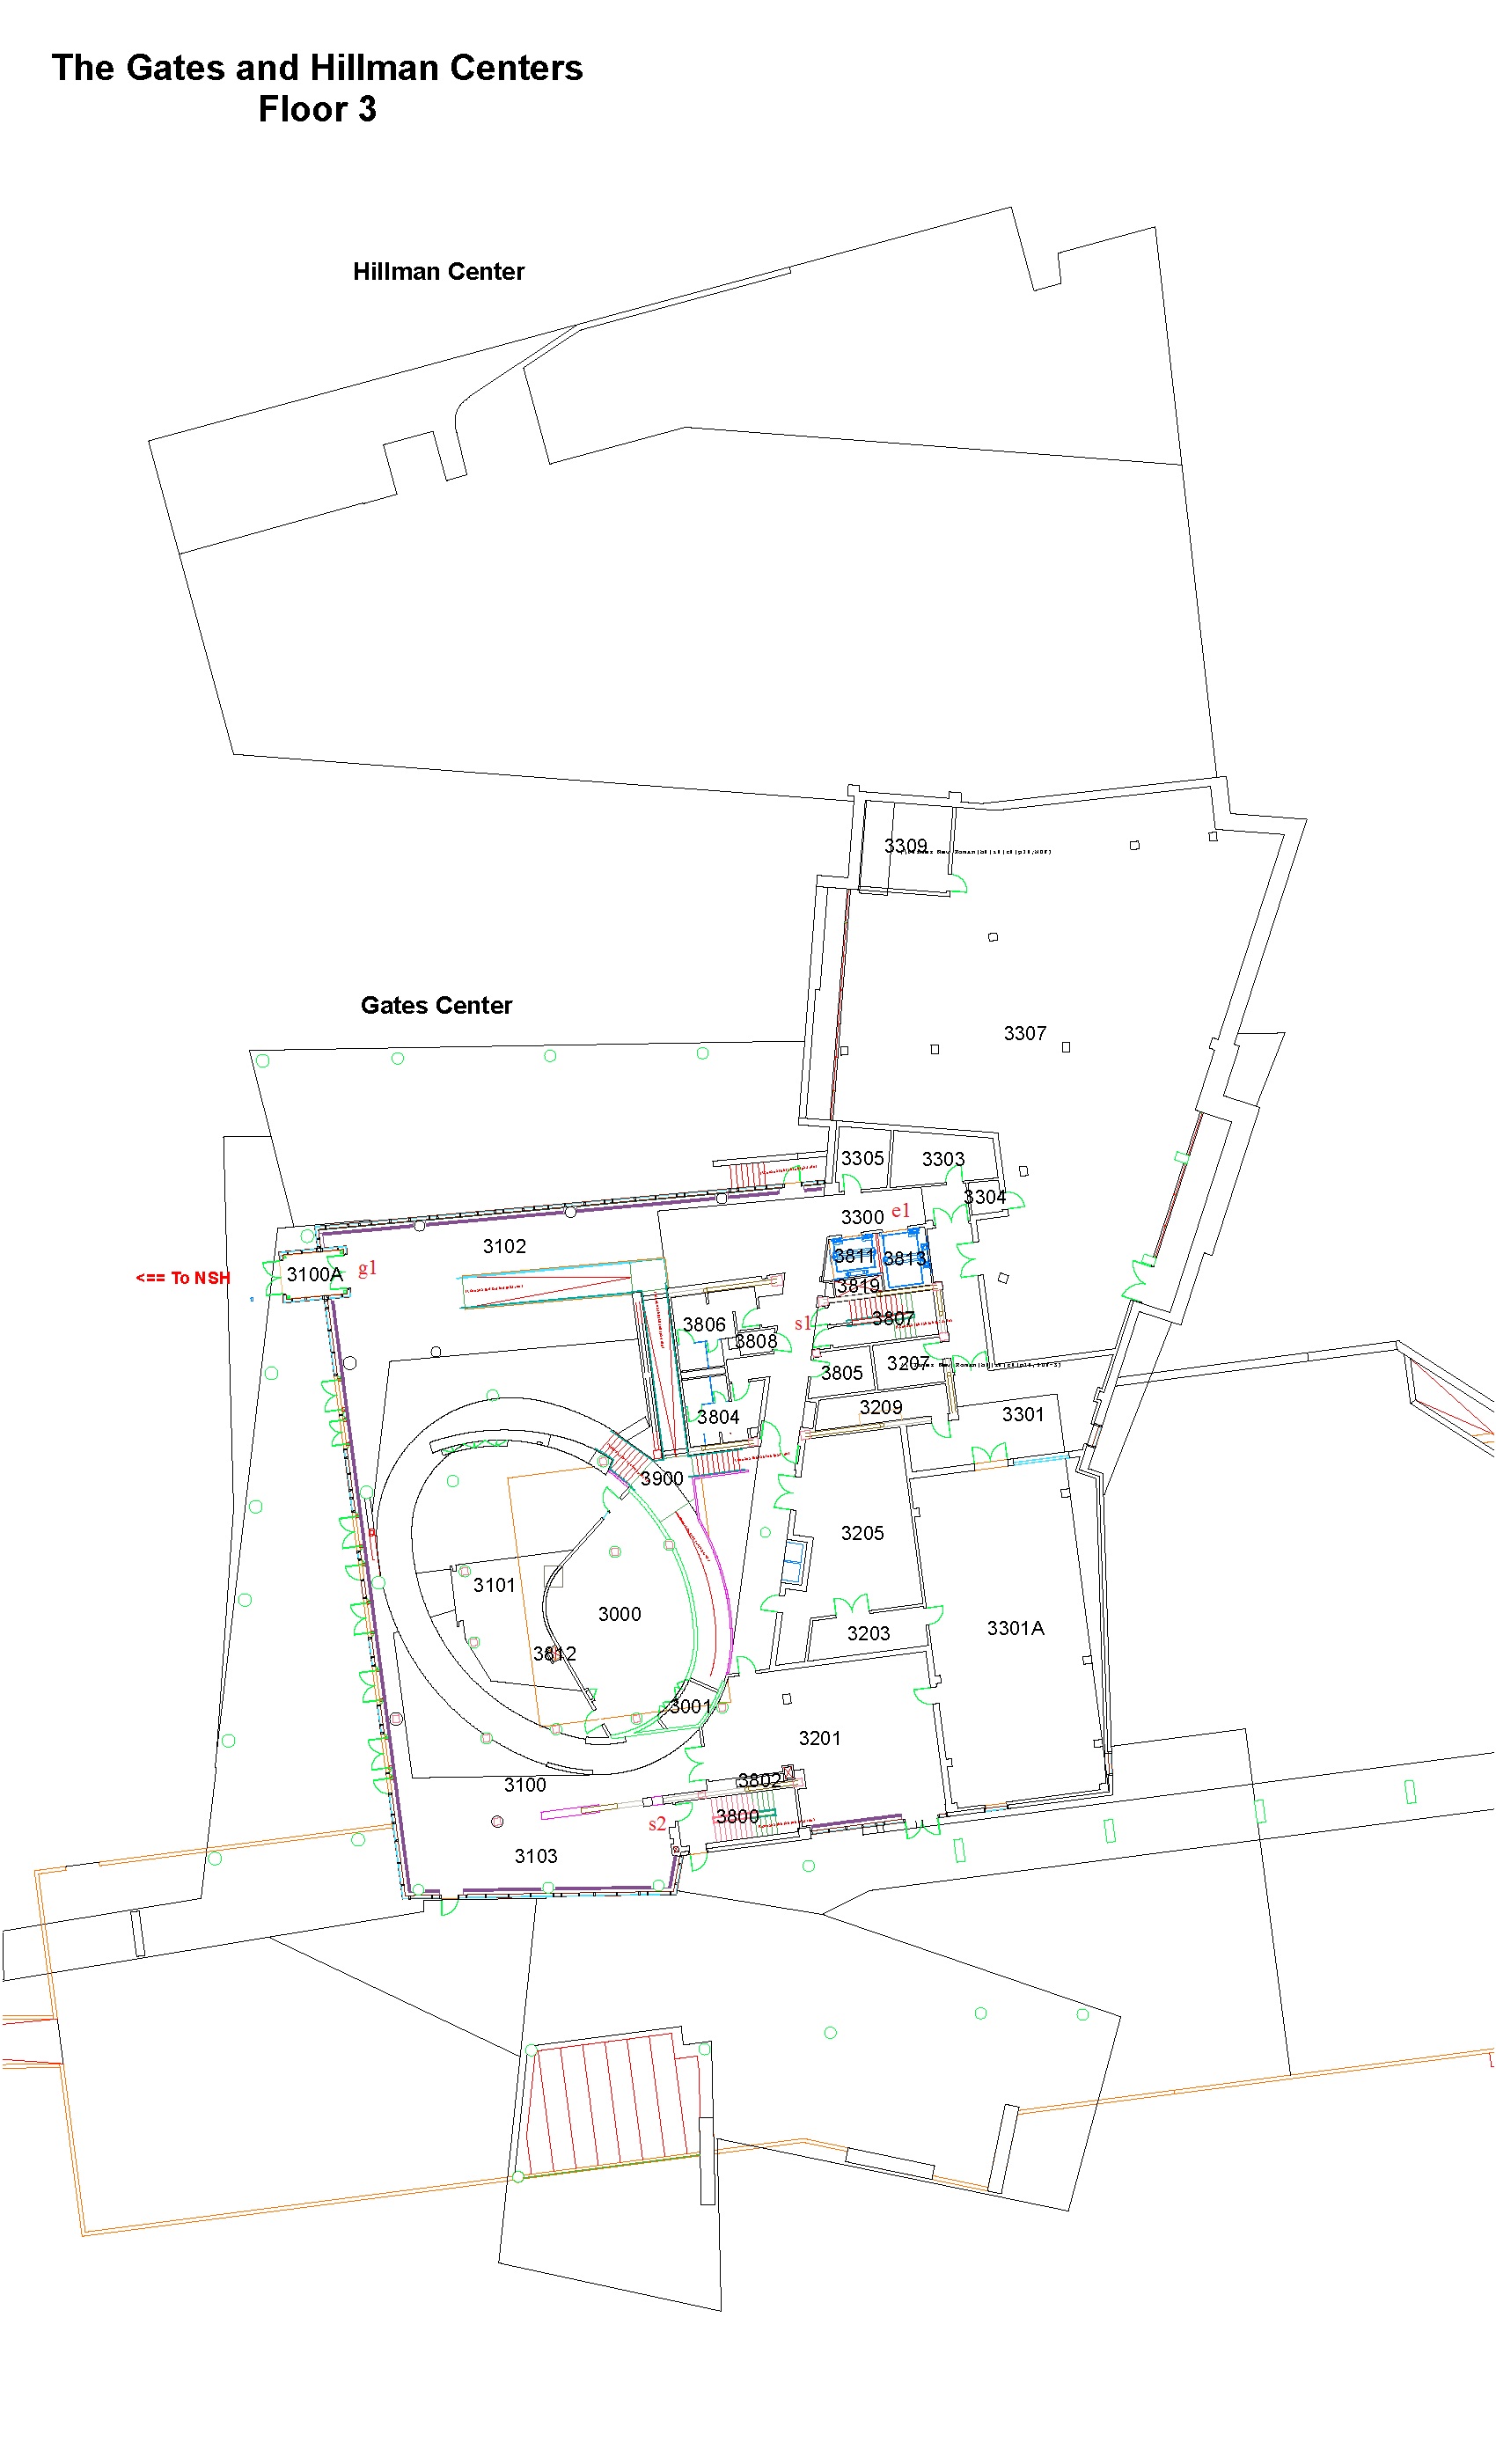 The Gates and Hillman Centers
Floor 3
Hillman Center
3309
3307
Gates Center
3305
3303
3304
3300 e1
3102
3811
3813
3100A g1
<== To NSH
3819
3806
s1
3807
3808
3805
3207
3804
3209
3301
3900
3205
3101
3000
3203
3301A
3812
3001
3201
3100
3802
3800
s2
3103